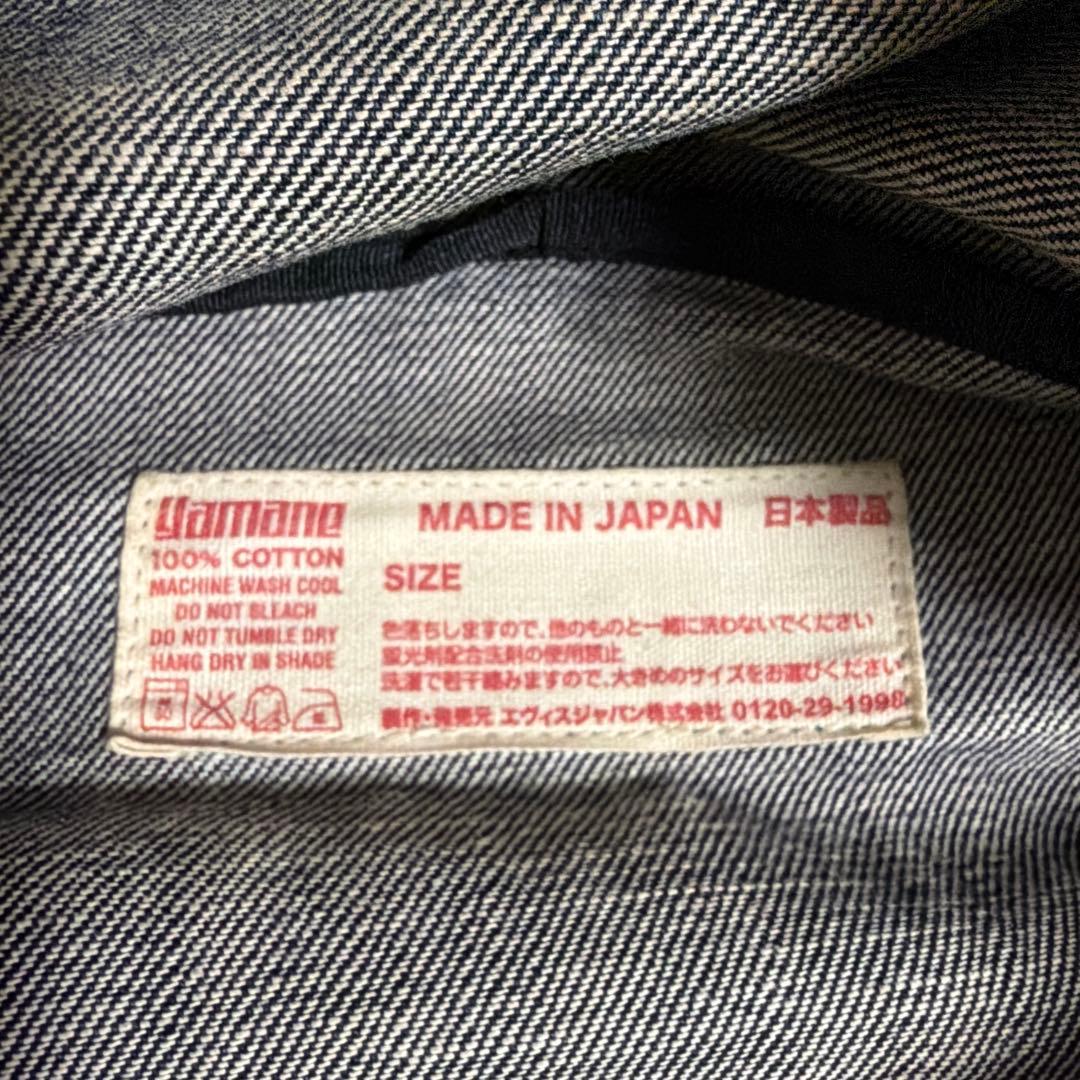 yamane
100% COTTON
MACHINE WASH COOL
DO NOT BLEACH
DO NOT TUMBLE DRY
HANG DRY IN SHADE
MADE IN JAPAN 日本製品
SIZE
色落ちしますので、他のものと一緒に洗わないでください
蛍光剤配合洗剤の使用禁止
洗濯で若干縮みますので、大きめのサイズをお選びください
製作・発売元 エヴィスジャパン株式会社 0120-29-1998